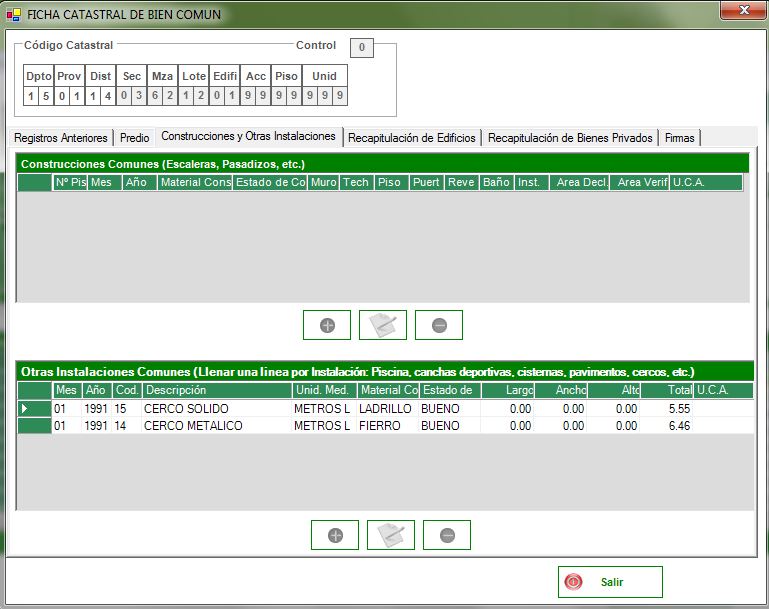 FICHA CATASTRAL DE BIEN COMUN
X
Código Catastral
Control 0
Dpto Prov Dist Sec Mza Lote Edifi Acc Piso Unid
1 5 0 1 1 4 0 3 6 2 1 2 0 1 9 9 9 9 9 9 9
Registros Anteriores Predio Construcciones y Otras Instalaciones Recapitulación de Edificios Recapitulación de Bienes Privados Firmas
Construcciones Comunes (Escaleras, Pasadizos, etc.)
Nº Pis Mes Año Material Cons Estado de Co Muro Tech Piso Puert Reve Baño Inst. Area Decl. Area Verif U.C.A.
Otras Instalaciones Comunes (Llenar una linea por Instalación: Piscina, canchas deportivas, cisternas, pavimentos, cercos, etc.)
Mes Año Cod. Descripción Unid. Med. Material Co Estado de Largo Ancho Alto Total U.C.A.
01 1991 15 CERCO SOLIDO METROS L LADRILLO BUENO 0.00 0.00 0.00 5.55
01 1991 14 CERCO METALICO METROS L FIERRO BUENO 0.00 0.00 0.00 6.46
Salir